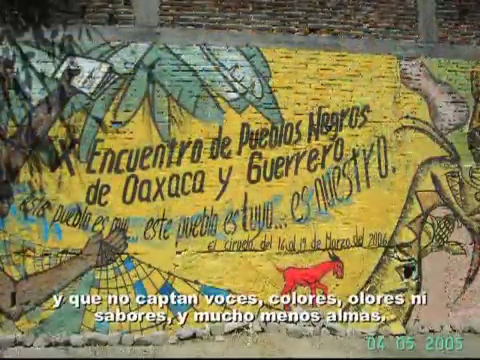 X Encuentro de Pueblos Negros
de Oaxaca y Guerrero
este pueblo es mio... este pueblo es tuyo... es nuestro.
El ciruelo, del 16 al 19 de Marzo del 2006
y que no captan voces, colores, olores ni
sabores, y mucho menos almas.
04 05 2005